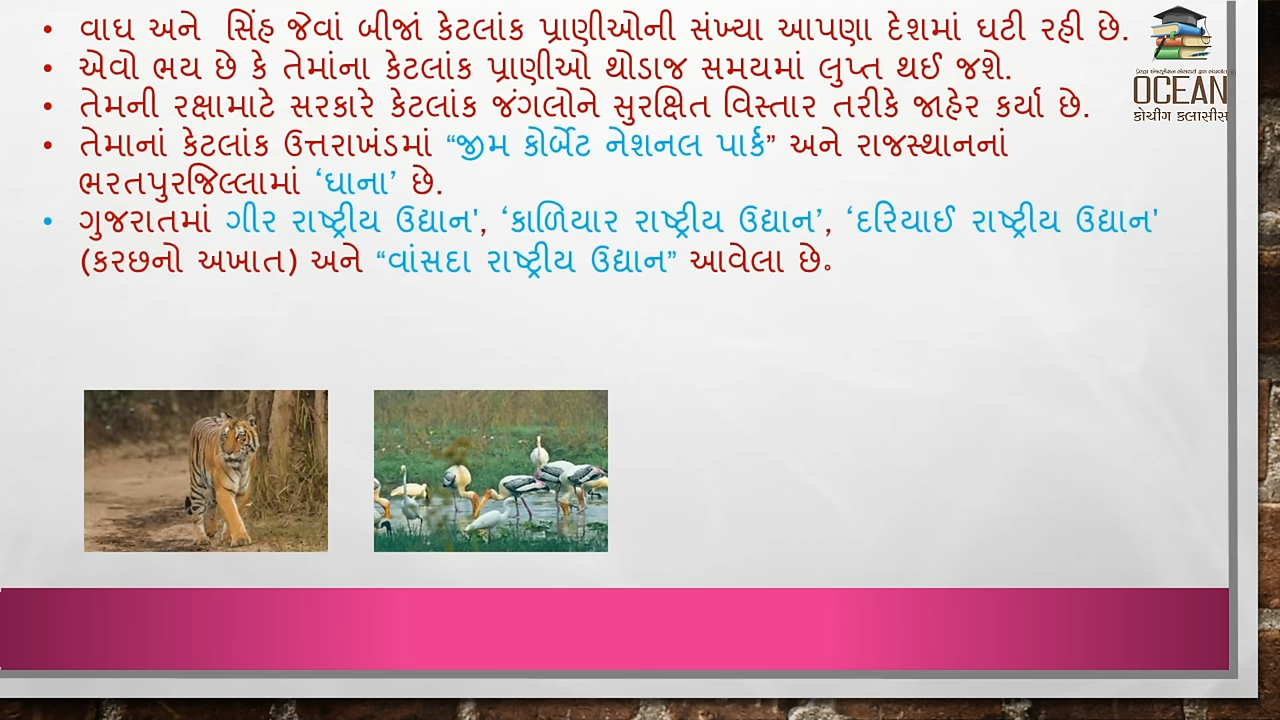 • વાઘ અને સિંહ જેવાં બીજાં કેટલાંક પ્રાણીઓની સંખ્યા આપણા દેશમાં ઘટી રહી છે.
• એવો ભય છે કે તેમાંના કેટલાંક પ્રાણીઓ થોડાજ સમયમાં લુપ્ત થઈ જશે.
• તેમની રક્ષામાટે સરકારે કેટલાંક જંગલોને સુરક્ષિત વિસ્તાર તરીકે જાહેર કર્યા છે.
• તેમાનાં કેટલાંક ઉત્તરાખંડમાં “જીમ કોર્બેટ નેશનલ પાર્ક” અને રાજસ્થાનનાં
ભરતપુરજિલ્લામાં ‘ઘાના’ છે.
• ગુજરાતમાં ગીર રાષ્ટ્રીય ઉદ્યાન', ‘કાળિયાર રાષ્ટ્રીય ઉદ્યાન’, ‘દરિયાઈ રાષ્ટ્રીય ઉદ્યાન'
(કરછનો અખાત) અને “વાંસદા રાષ્ટ્રીય ઉદ્યાન” આવેલા છે.
OCEAN
કોચીંગ કલાસીસ